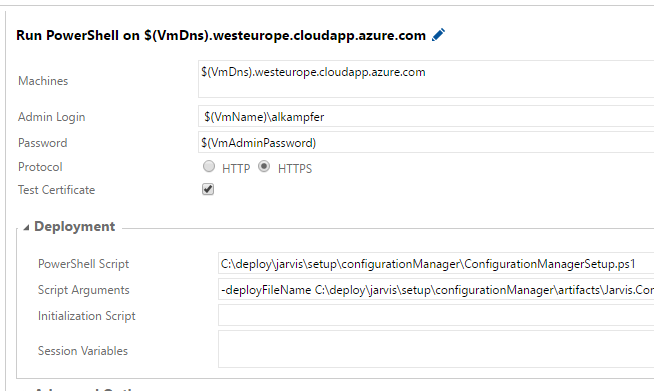 Run PowerShell on $(VmDns).westeurope.cloudapp.azure.com
Machines
$(VmDns).westeurope.cloudapp.azure.com
Admin Login
$(VmName)\alkampfer
Password
$(VmAdminPassword)
Protocol
HTTP HTTPS
Test Certificate
Deployment
PowerShell Script
C:\deploy\jarvis\setup\configurationManager\ConfigurationManagerSetup.ps1
Script Arguments
-deployFileName C:\deploy\jarvis\setup\configurationManager\artifacts\Jarvis.Con
Initialization Script
Session Variables